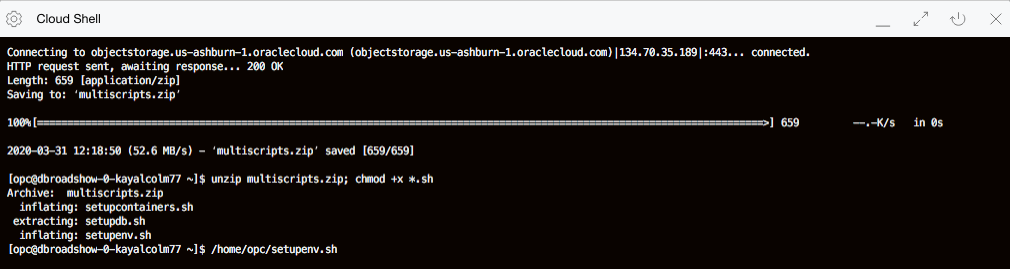 Cloud Shell
Connecting to objectstorage.us-ashburn-1.oraclecloud.com (objectstorage.us-ashburn-1.oraclecloud.com)|134.70.35.189|:443... connected.
HTTP request sent, awaiting response... 200 OK
Length: 659 [application/zip]
Saving to: ‘multiscripts.zip’
100%[======================================================================================================================>] 659         --.-K/s   in 0s
2020-03-31 12:18:50 (52.6 MB/s) - ‘multiscripts.zip’ saved [659/659]
[opc@dbroadshow-0-kayalcolm77 ~]$ unzip multiscripts.zip; chmod +x *.sh
Archive:  multiscripts.zip
  inflating: setupcontainers.sh
 extracting: setupdb.sh
  inflating: setupenv.sh
[opc@dbroadshow-0-kayalcolm77 ~]$ /home/opc/setupenv.sh